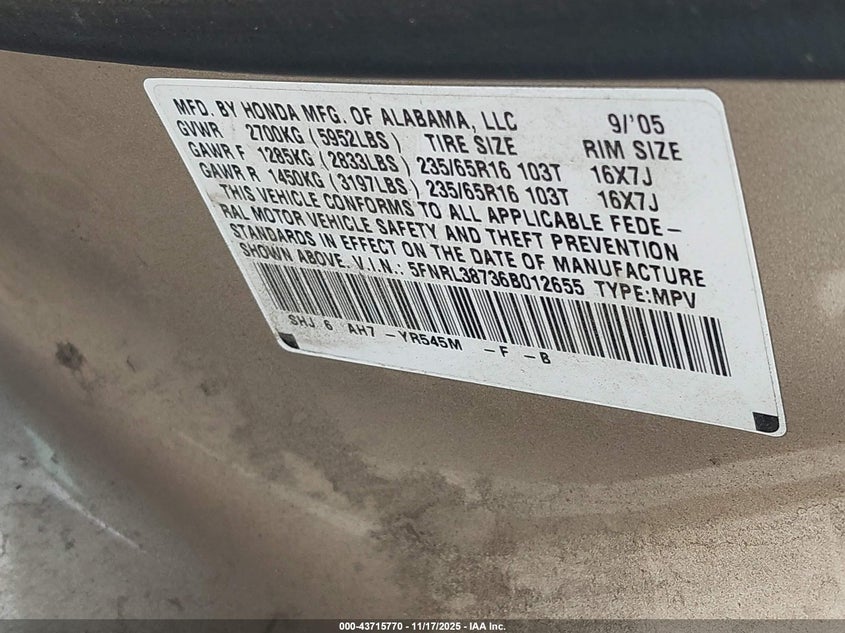 MFD. BY HONDA MFG. OF ALABAMA, LLC 9/'05
GVWR 2700KG (5952LBS) TIRE SIZE RIM SIZE
GAWR F 1285KG (2833LBS) 235/65R16 103T 16X7J
GAWR R 1450KG (3197LBS) 235/65R16 103T 16X7J
THIS VEHICLE CONFORMS TO ALL APPLICABLE FEDE-
RAL MOTOR VEHICLE SAFETY AND THEFT PREVENTION
STANDARDS IN EFFECT ON THE DATE OF MANUFACTURE
SHOWN ABOVE. V.I.N.: 5FNRL38736B012655 TYPE:MPV
SHJ 6 AH7 -YR545M -F -B
000-43715770 - 11/17/2025 - IAA Inc.